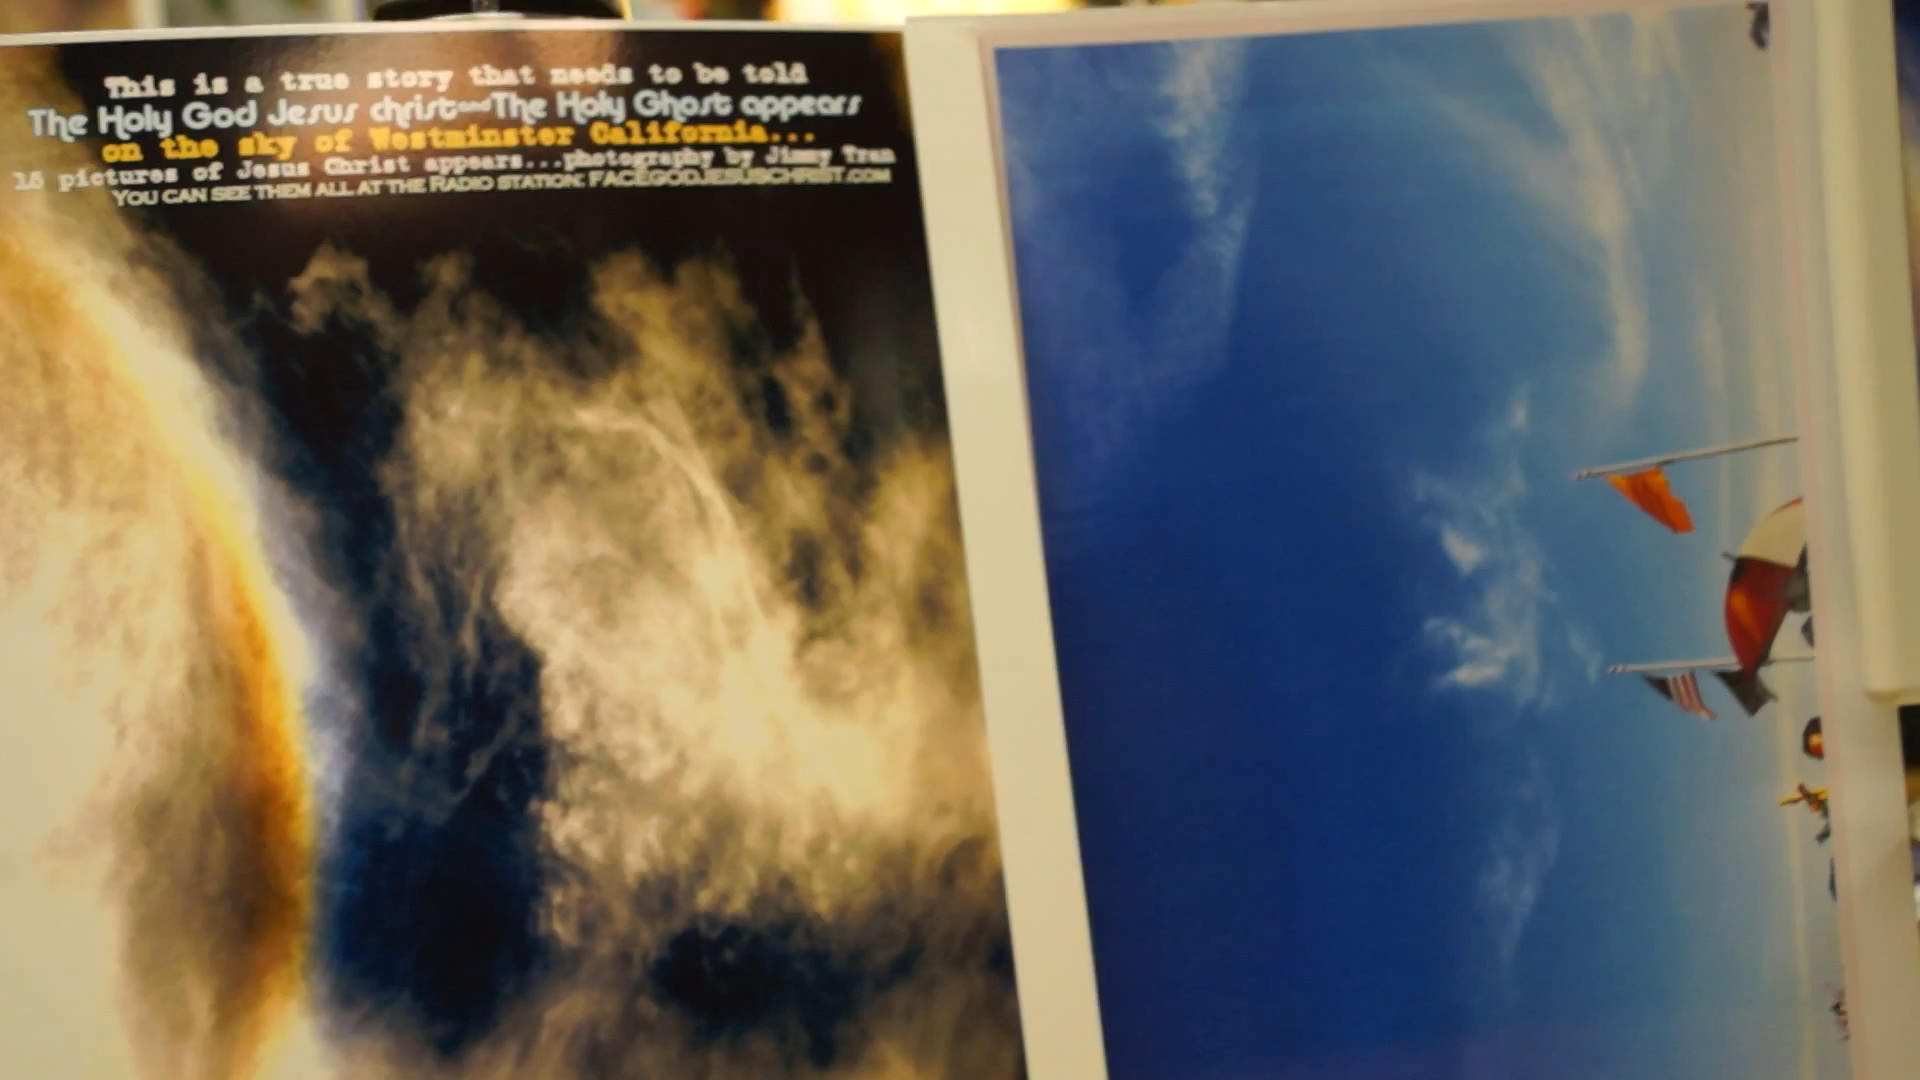 This is a true story that needs to be told
The Holy God Jesus christ and The Holy Ghost appears
on the sky of Westminster California...
15 pictures of Jesus Christ appears...photography by Jimmy Tran
YOU CAN SEE THEM ALL AT THE RADIO STATION: FACEGODJESUSCHRIST.COM